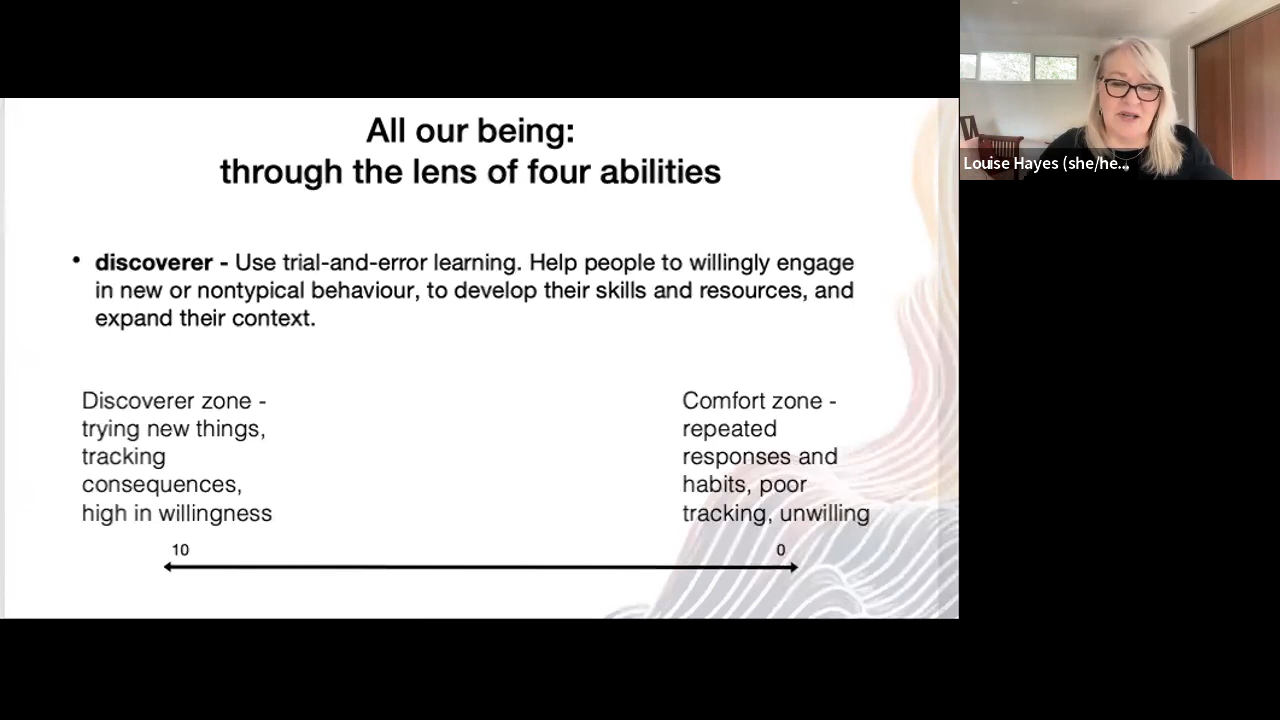 All our being:
through the lens of four abilities
• discoverer - Use trial-and-error learning. Help people to willingly engage
in new or nontypical behaviour, to develop their skills and resources, and
expand their context.
Discoverer zone -
trying new things,
tracking
consequences,
high in willingness
Comfort zone -
repeated
responses and
habits, poor
tracking, unwilling
10
0
Louise Hayes (she/he...